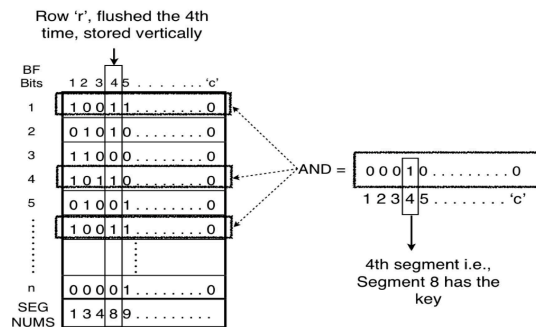 Row 'r', flushed the 4th
time, stored vertically
BF
Bits
1 2 3 4 5 . . . . . . . . 'c'
1 1 0 0 1 1 . . . . . . . . 0
2 0 1 0 1 0 . . . . . . . . 0
3 1 1 0 0 0 . . . . . . . . 0
4 1 0 1 1 0 . . . . . . . . 0
5 0 1 0 0 1 . . . . . . . . 0
1 0 0 1 1 . . . . . . . . 0
n 0 0 0 0 1 . . . . . . . . 0
SEG
NUMS
1 3 4 8 9 . . . . . . . . .
AND =
0 0 0 1 0 . . . . . . . . . 0
1 2 3 4 5 . . . . . . . . 'c'
4th segment i.e.,
Segment 8 has the
key